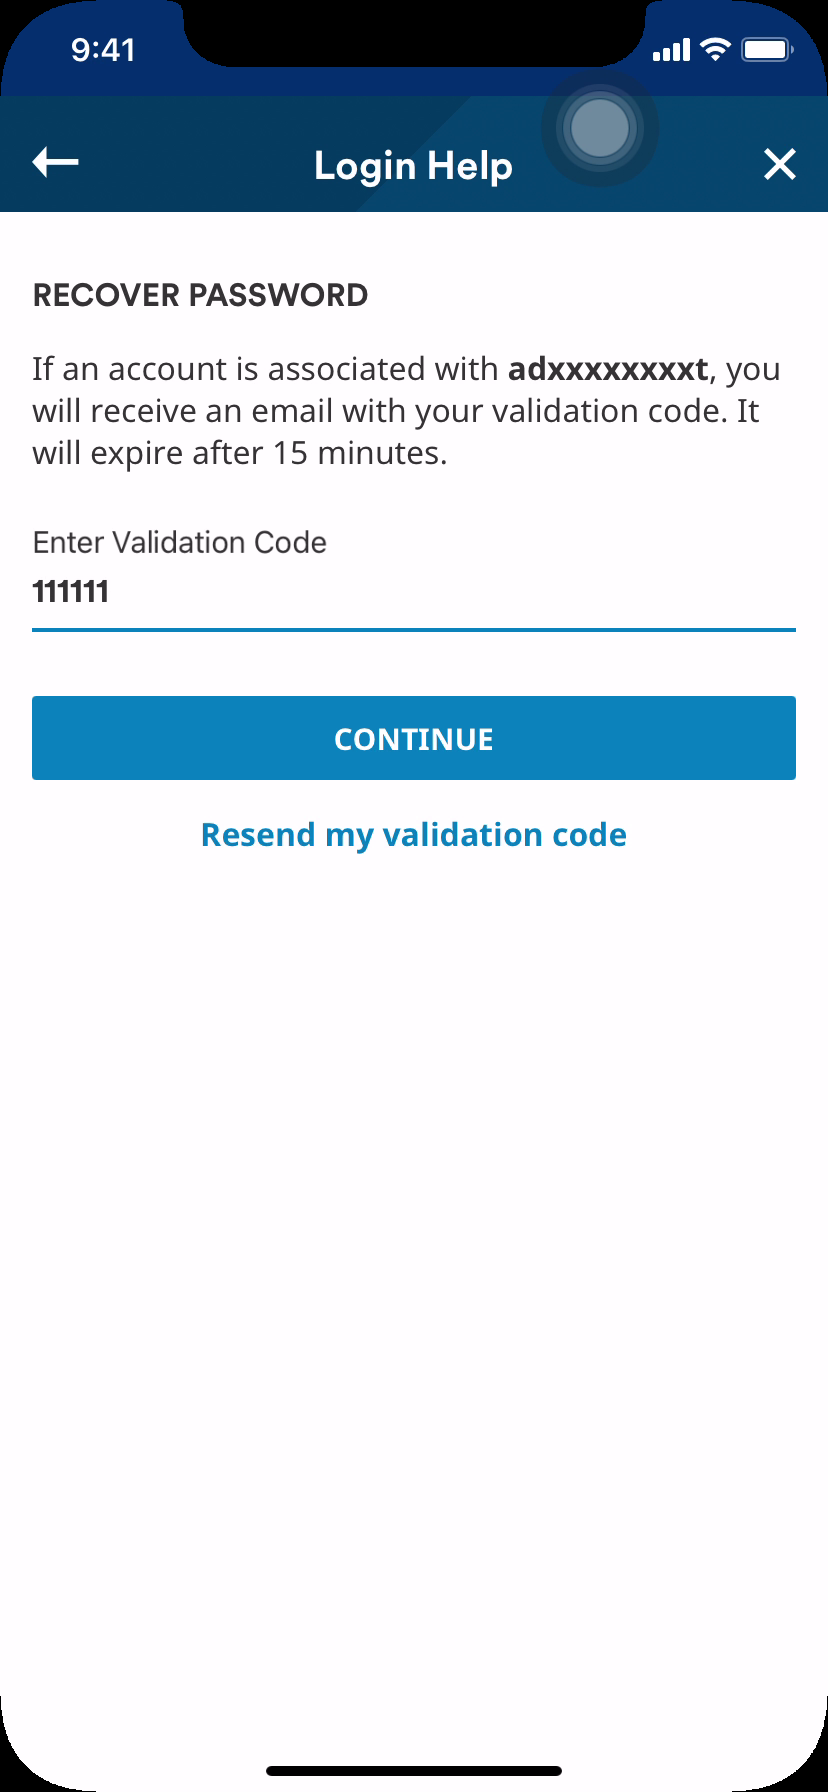 9:41
Login Help
RECOVER PASSWORD
If an account is associated with adxxxxxxxxt, you
will receive an email with your validation code. It
will expire after 15 minutes.
Enter Validation Code
111111
CONTINUE
Resend my validation code